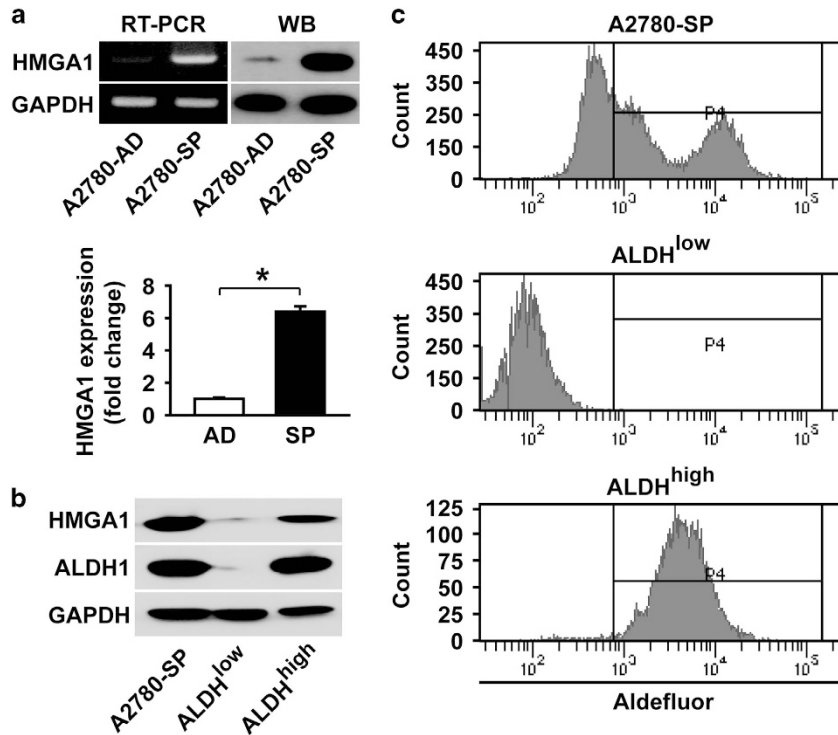 a
RT-PCR WB
HMGA1
GAPDH
A2780-AD A2780-SP A2780-AD A2780-SP
HMGA1 expression
(fold change)
8
6
4
2
0
*
AD SP
b
HMGA1
ALDH1
GAPDH
A2780-SP ALDHlow ALDHhigh
c
A2780-SP
Count
450
350
250
150
0
P4
10² 10³ 10⁴ 10⁵
ALDHlow
Count
450
350
250
150
0
P4
10² 10³ 10⁴ 10⁵
ALDHhigh
Count
125
100
75
50
25
0
P4
10² 10³ 10⁴ 10⁵
Aldefluor